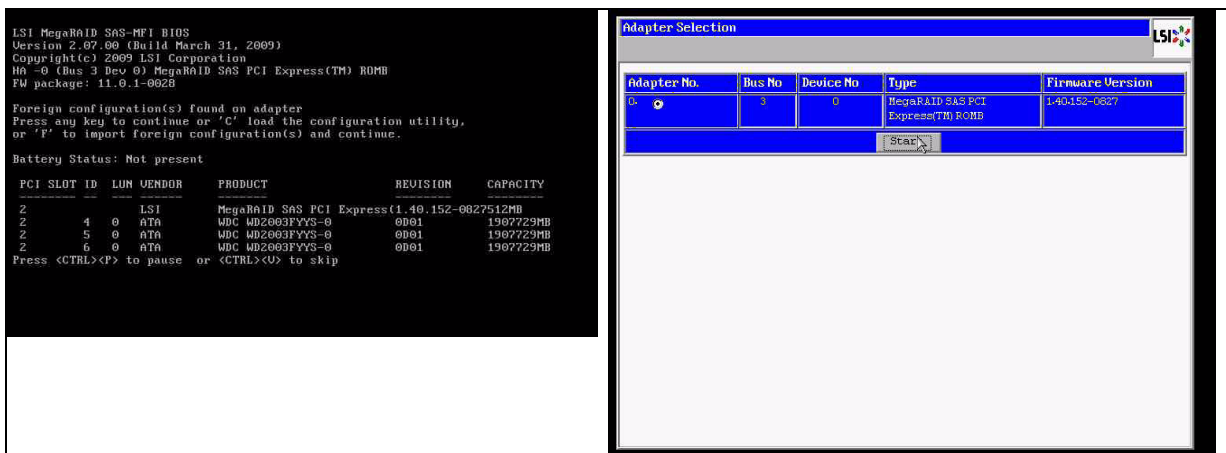 LSI MegaRAID SAS-MFI BIOS
Version 2.07.00 (Build March 31, 2009)
Copyright(c) 2009 LSI Corporation
HA -0 (Bus 3 Dev 0) MegaRAID SAS PCI Express(TM) ROMB
FW package: 11.0.1-0028
Foreign configuration(s) found on adapter
Press any key to continue or 'C' load the configuration utility,
or 'F' to import foreign configuration(s) and continue.
Battery Status: Not present
PCI SLOT ID LUN VENDOR PRODUCT REVISION CAPACITY
-------- -- --- ------ ------- -------- --------
2 LSI MegaRAID SAS PCI Express(1.40.152-0827512MB
2 4 0 ATA WDC WD2003FYYS-0 0D01 1907729MB
2 5 0 ATA WDC WD2003FYYS-0 0D01 1907729MB
2 6 0 ATA WDC WD2003FYYS-0 0D01 1907729MB
Press <CTRL><P> to pause or <CTRL><V> to skip
Adapter Selection
LSI
Adapter No. Bus No Device No Type Firmware Version
0. 3 0 MegaRAID SAS PCI 1.40.152-0827
Express(TM) ROMB
Start